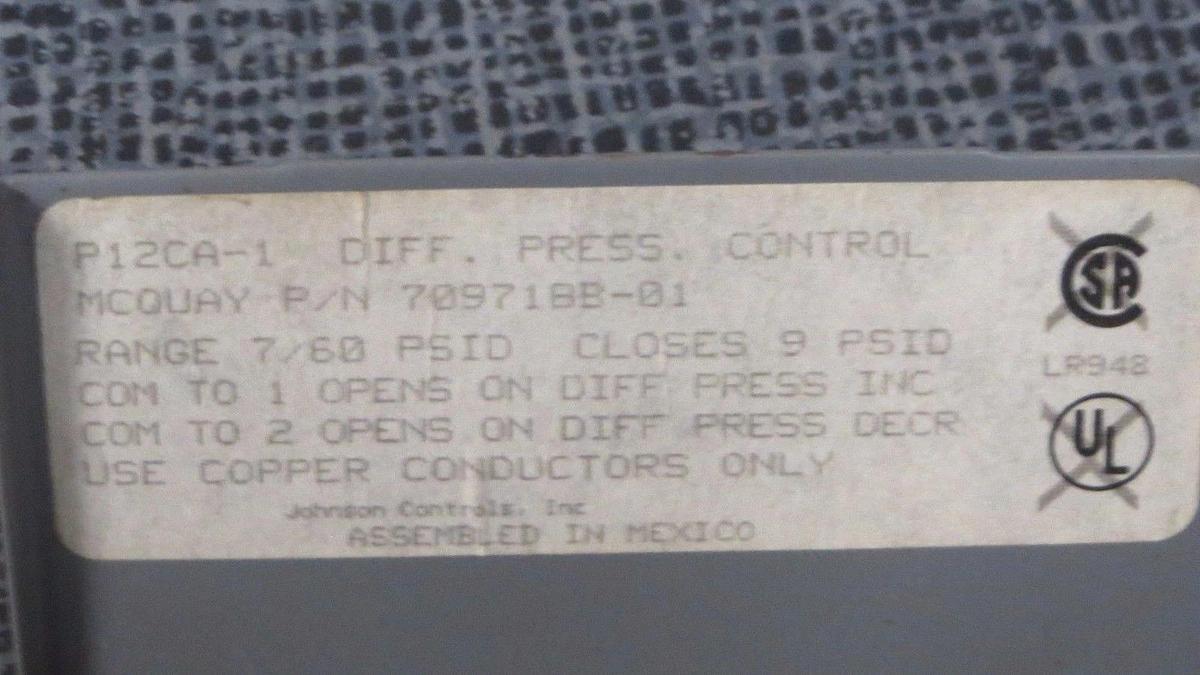 P12CA-1 DIFF. PRESS. CONTROL
MCQUAY P/N 709718B-01
RANGE 7/60 PSID CLOSES 9 PSID
COM TO 1 OPENS ON DIFF PRESS INC
COM TO 2 OPENS ON DIFF PRESS DECR
USE COPPER CONDUCTORS ONLY
Johnson Controls, Inc
ASSEMBLED IN MEXICO
CSA
LR948
UL